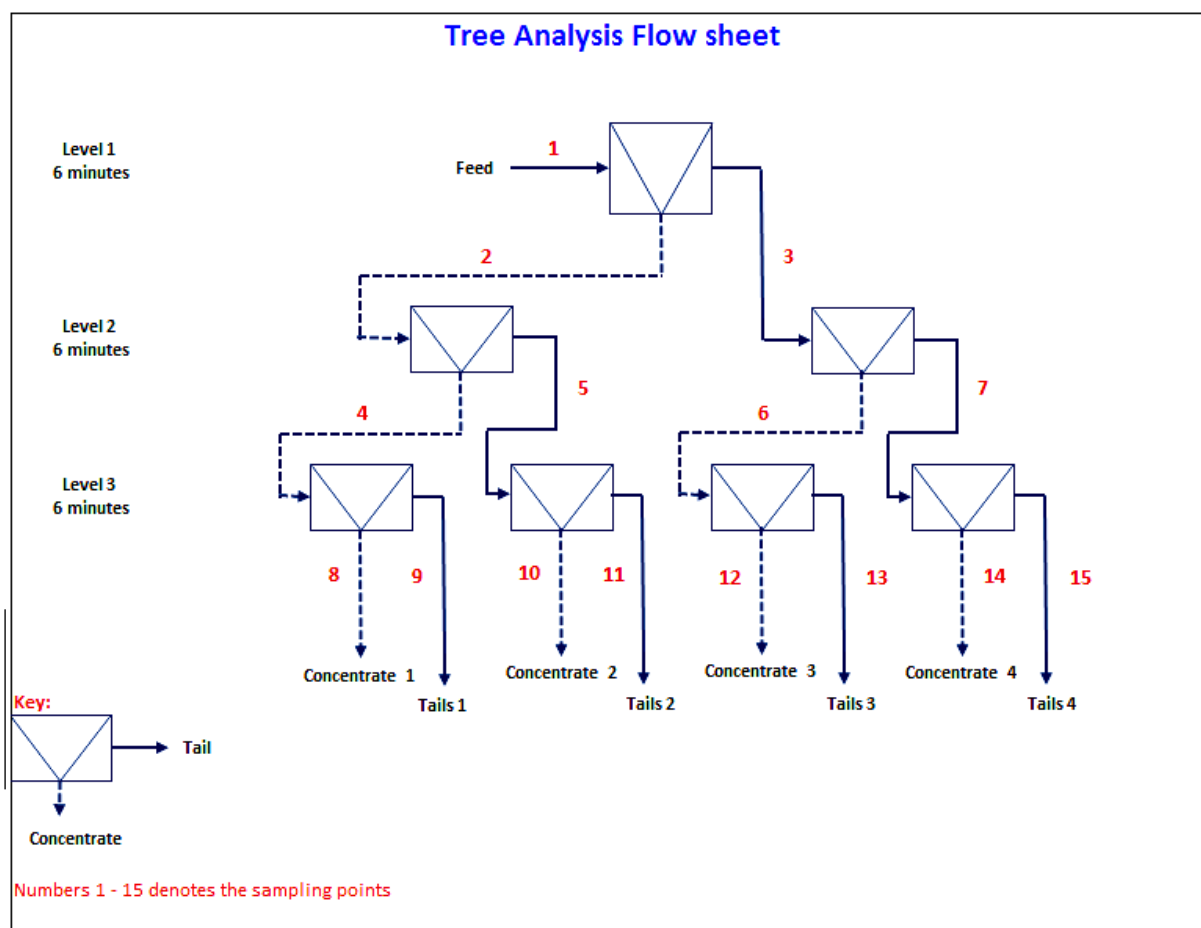 Tree Analysis Flow sheet
Level 1
6 minutes
Feed
1
2
3
Level 2
6 minutes
4
5
6
7
Level 3
6 minutes
8
9
10
11
12
13
14
15
Concentrate 1
Concentrate 2
Concentrate 3
Concentrate 4
Tails 1
Tails 2
Tails 3
Tails 4
Key:
Tail
Concentrate
Numbers 1 - 15 denotes the sampling points